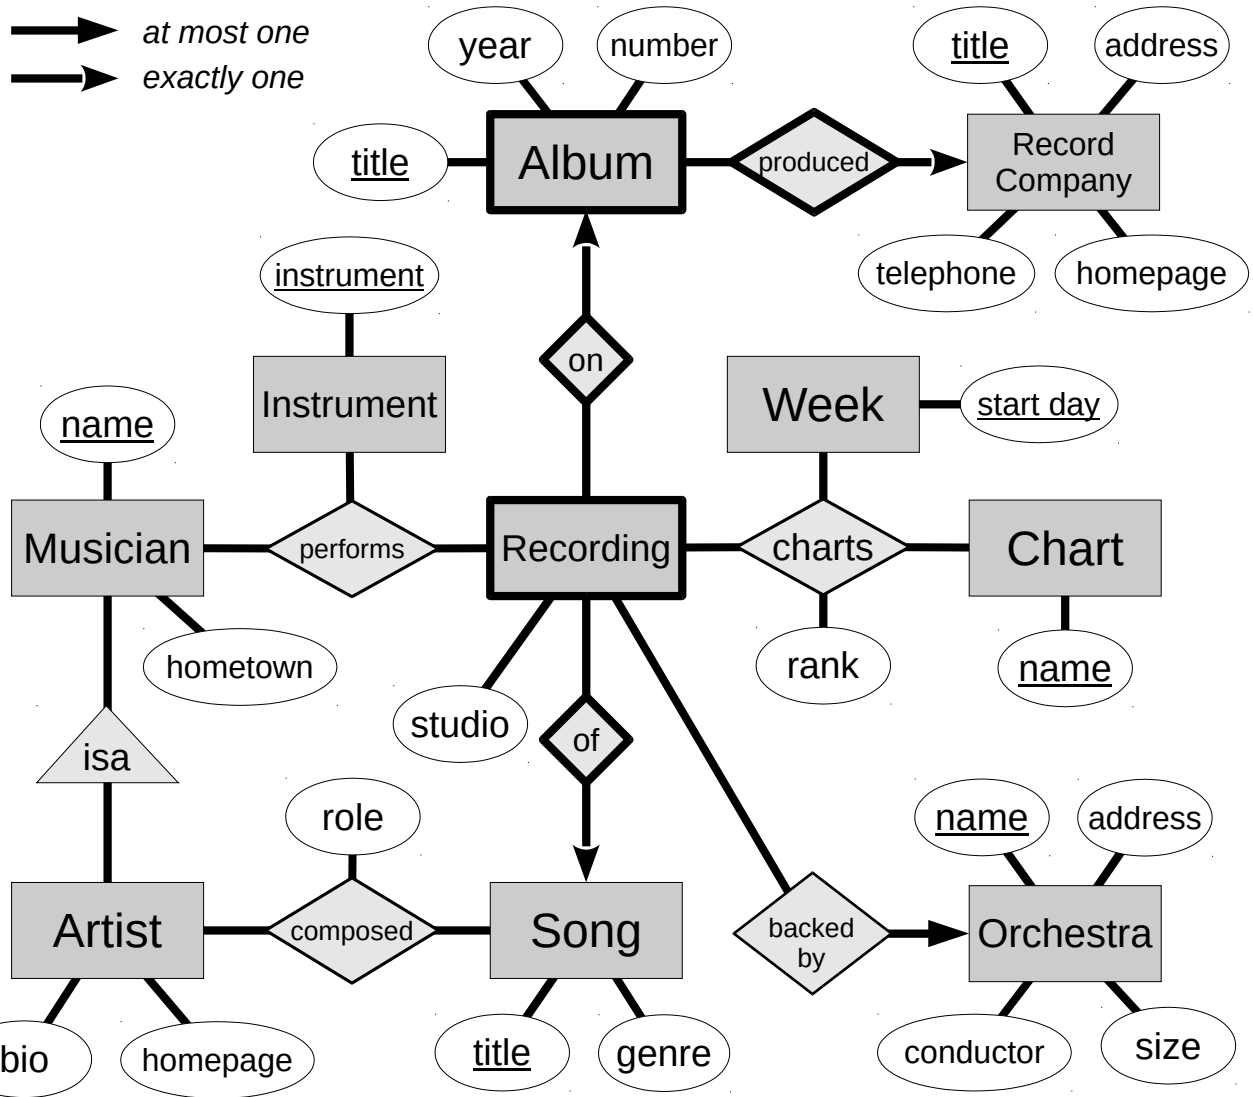 at most one
exactly one
year
number
title
address
title
Album
produced
Record
Company
telephone
homepage
instrument
on
Instrument
Week
start day
name
Musician
performs
Recording
charts
Chart
hometown
rank
name
studio
of
isa
role
name
address
Artist
composed
Song
backed
by
Orchestra
bio
homepage
title
genre
conductor
size